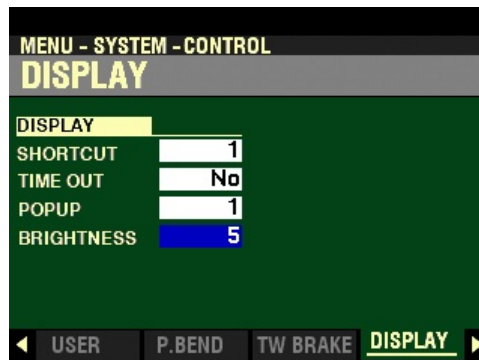 MENU - SYSTEM - CONTROL
DISPLAY
DISPLAY
SHORTCUT 1
TIME OUT No
POPUP 1
BRIGHTNESS 5
USER P.BEND TW BRAKE DISPLAY